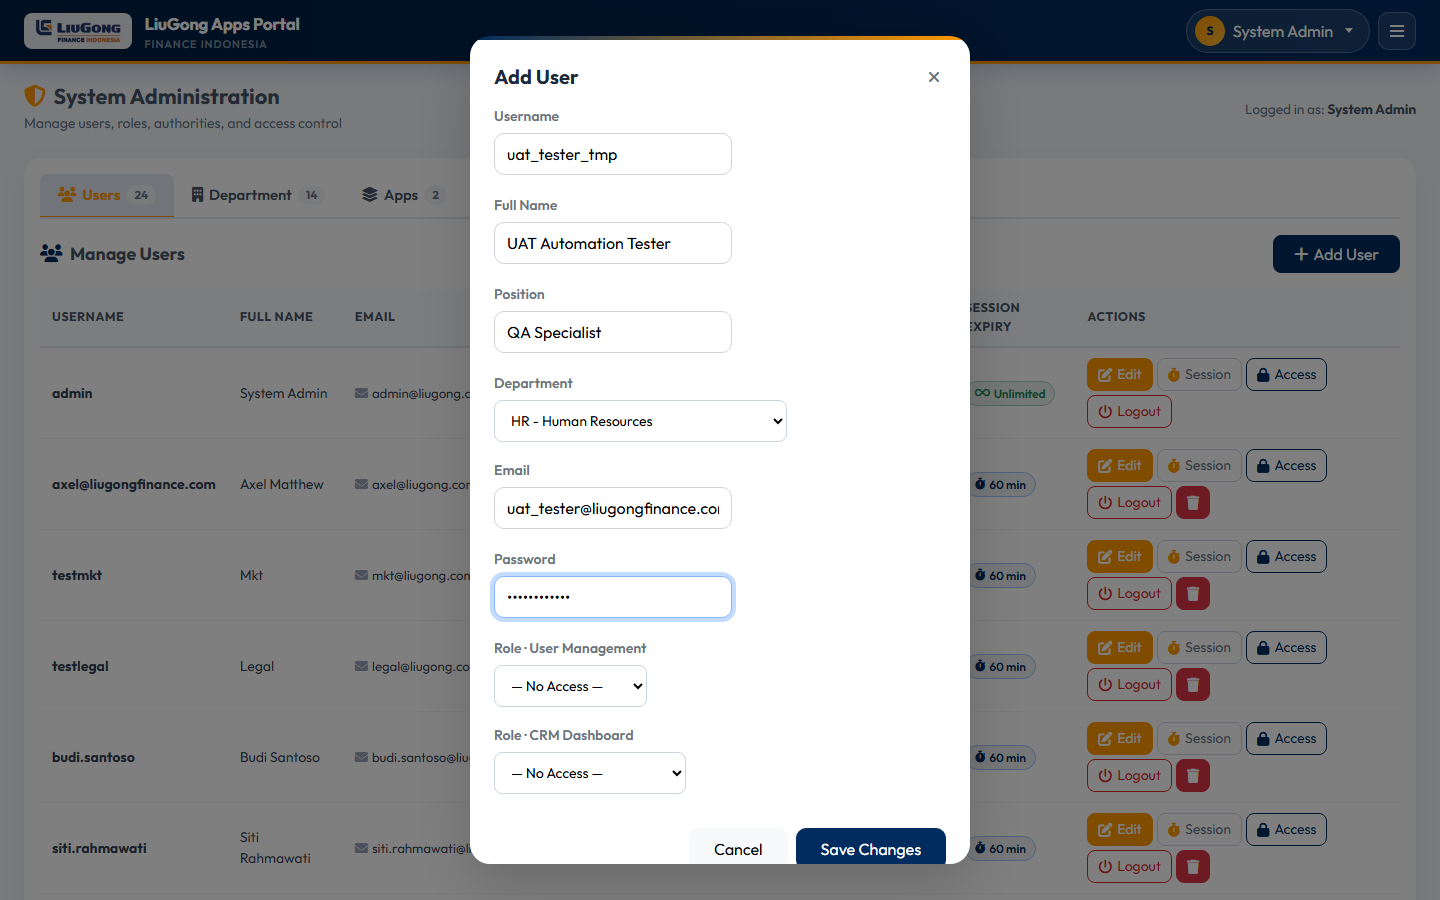 LiuGong
FINANCE INDONESIA
LiuGong Apps Portal
FINANCE INDONESIA
S
System Admin
System Administration
Manage users, roles, authorities, and access control
Logged in as: System Admin
Users 24
Department 14
Apps 2
Manage Users
+ Add User
USERNAME
FULL NAME
EMAIL
SESSION
EXPIRY
ACTIONS
admin
System Admin
admin@liugong.c
Unlimited
Edit
Session
Access
Logout
axel@liugongfinance.com
Axel Matthew
axel@liugong.cor
60 min
Edit
Session
Access
Logout
testmkt
Mkt
mkt@liugong.con
60 min
Edit
Session
Access
Logout
testlegal
Legal
legal@liugong.co
60 min
Edit
Session
Access
Logout
budi.santoso
Budi Santoso
budi.santoso@liu
60 min
Edit
Session
Access
Logout
siti.rahmawati
Siti
Rahmawati
siti.rahmawati@l
60 min
Edit
Session
Access
Logout
Add User
×
Username
uat_tester_tmp
Full Name
UAT Automation Tester
Position
QA Specialist
Department
HR - Human Resources
Email
uat_tester@liugongfinance.co
Password
••••••••••••
Role · User Management
— No Access —
Role · CRM Dashboard
— No Access —
Cancel
Save Changes